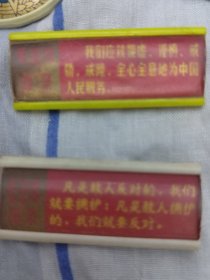 我们应该谦虚、谨慎、戒
骄、戒躁,全心全意地为中国
人民服务。
凡是敌人反对的,我们
就要拥护;凡是敌人拥护
的,我们就要反对。